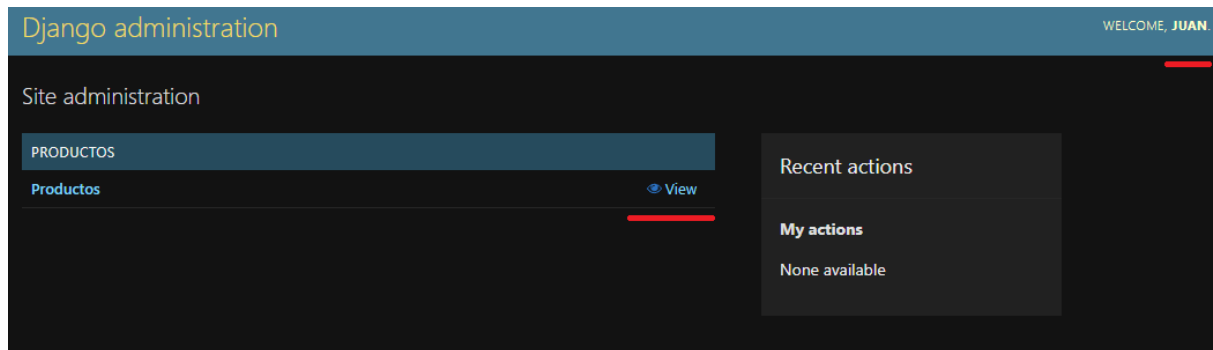 Django administration
WELCOME, JUAN.
Site administration
PRODUCTOS
Productos
View
Recent actions
My actions
None available